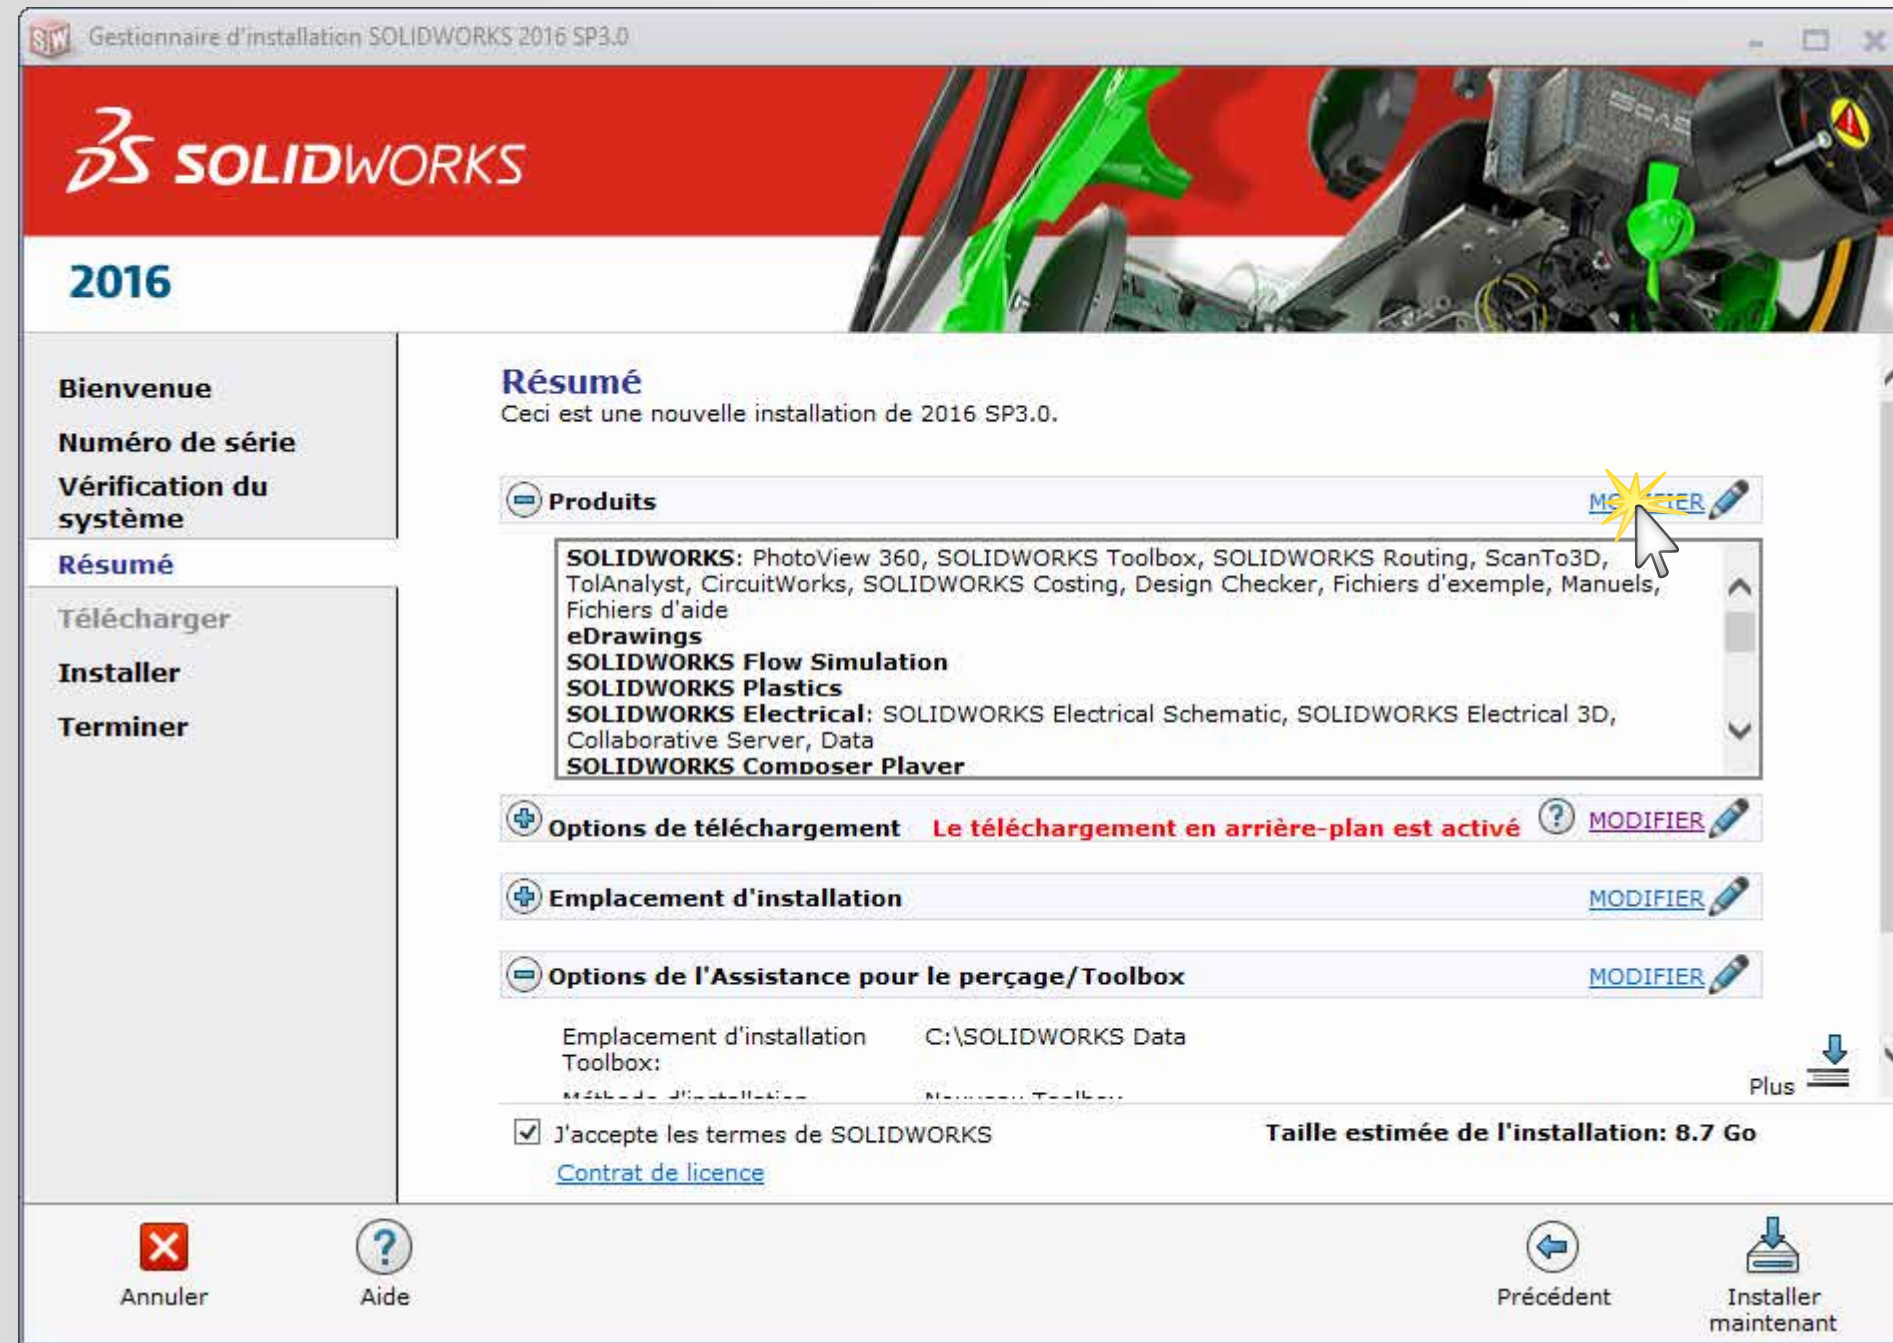 Gestionnaire d'installation SOLIDWORKS 2016 SP3.0
SOLIDWORKS
2016
Bienvenue
Numéro de série
Vérification du
système
Résumé
Télécharger
Installer
Terminer
Résumé
Ceci est une nouvelle installation de 2016 SP3.0.
Produits
SOLIDWORKS: PhotoView 360, SOLIDWORKS Toolbox, SOLIDWORKS Routing, ScanTo3D,
TolAnalyst, CircuitWorks, SOLIDWORKS Costing, Design Checker, Fichiers d'exemple, Manuels,
Fichiers d'aide
eDrawings
SOLIDWORKS Flow Simulation
SOLIDWORKS Plastics
SOLIDWORKS Electrical: SOLIDWORKS Electrical Schematic, SOLIDWORKS Electrical 3D,
Collaborative Server, Data
SOLIDWORKS Composer Player
Options de téléchargement Le téléchargement en arrière-plan est activé ? MODIFIER
Emplacement d'installation MODIFIER
Options de l'Assistance pour le perçage/Toolbox MODIFIER
Emplacement d'installation C:\SOLIDWORKS Data
Toolbox:
Plus
J'accepte les termes de SOLIDWORKS Taille estimée de l'installation: 8.7 Go
Contrat de licence
Annuler
Aide
Précédent
Installer
maintenant